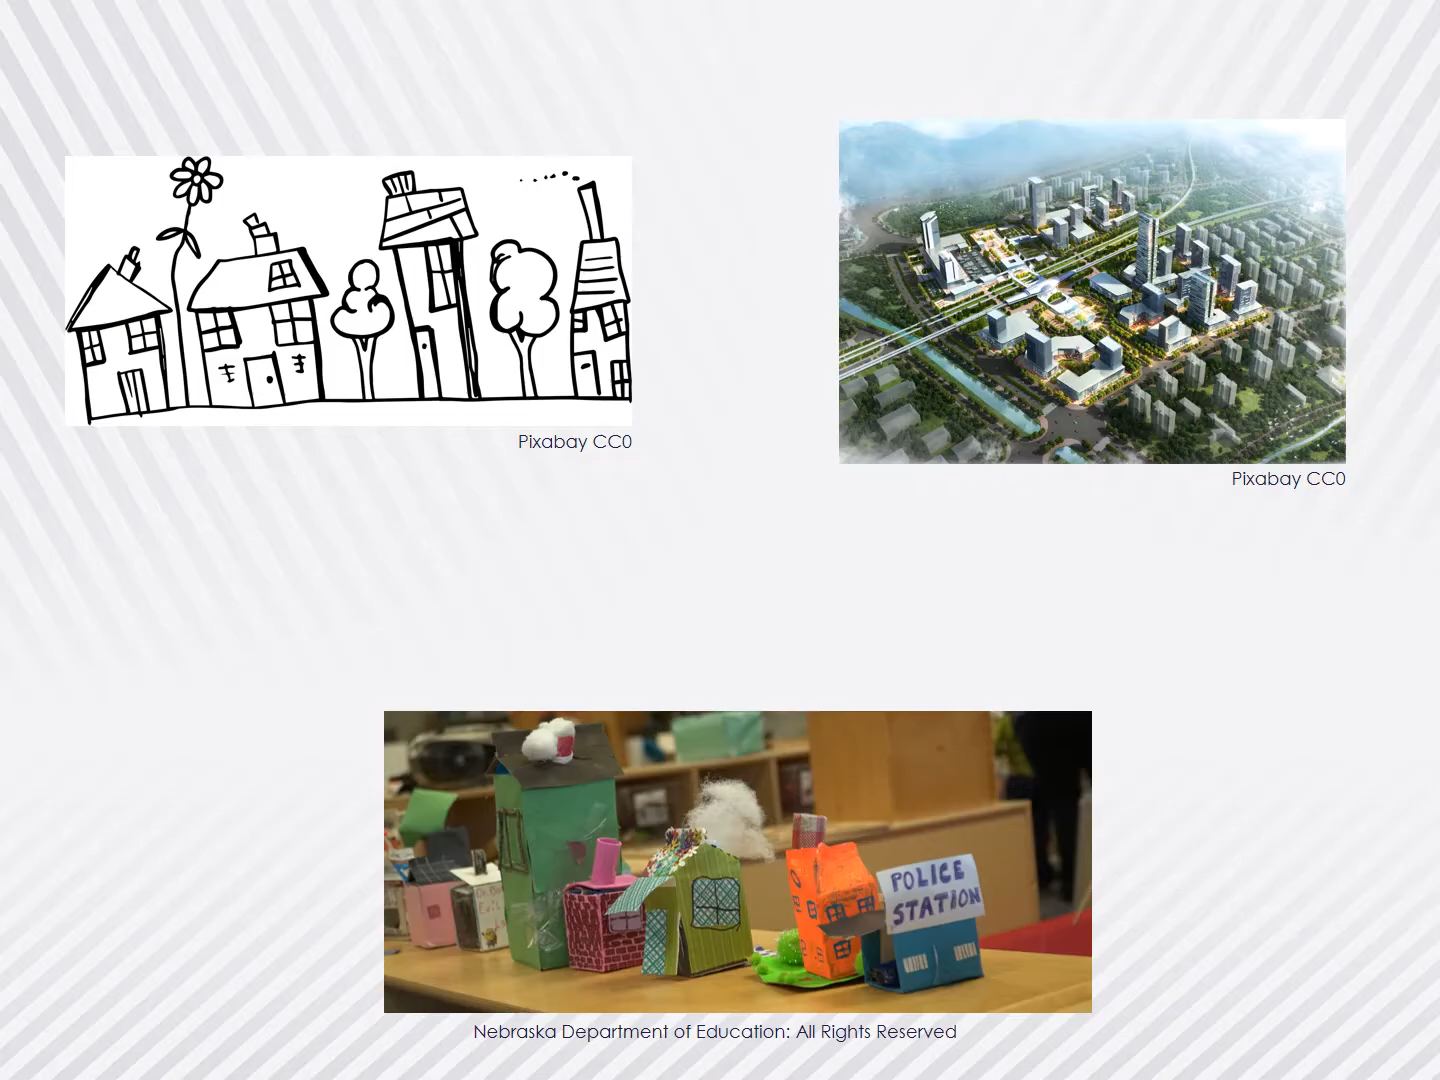 Pixabay CC0
Pixabay CC0
POLICE
STATION
Nebraska Department of Education: All Rights Reserved